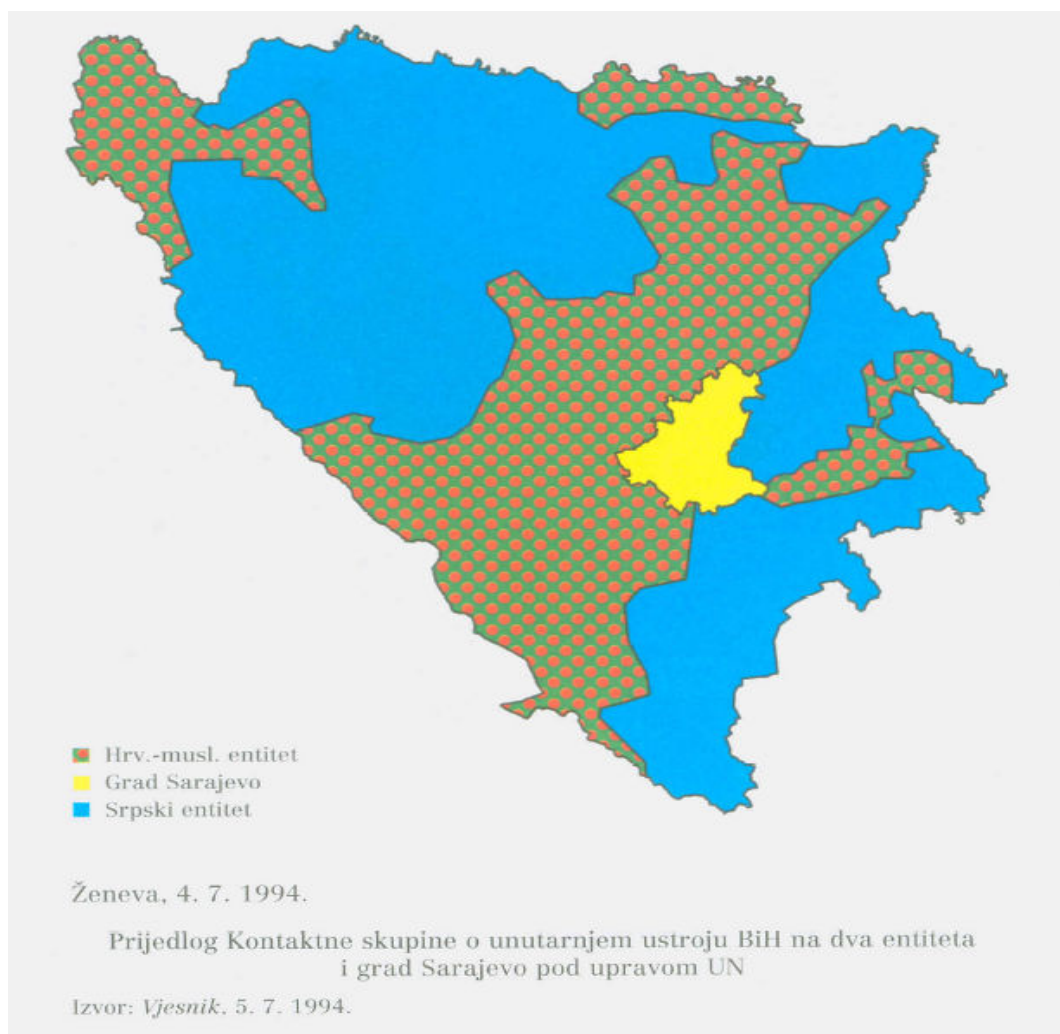 Hrv.-musl. entitet
Grad Sarajevo
Srpski entitet
Ženeva, 4. 7. 1994.
Prijedlog Kontaktne skupine o unutarnjem ustroju BiH na dva entiteta
i grad Sarajevo pod upravom UN
Izvor: Vjesnik, 5. 7. 1994.